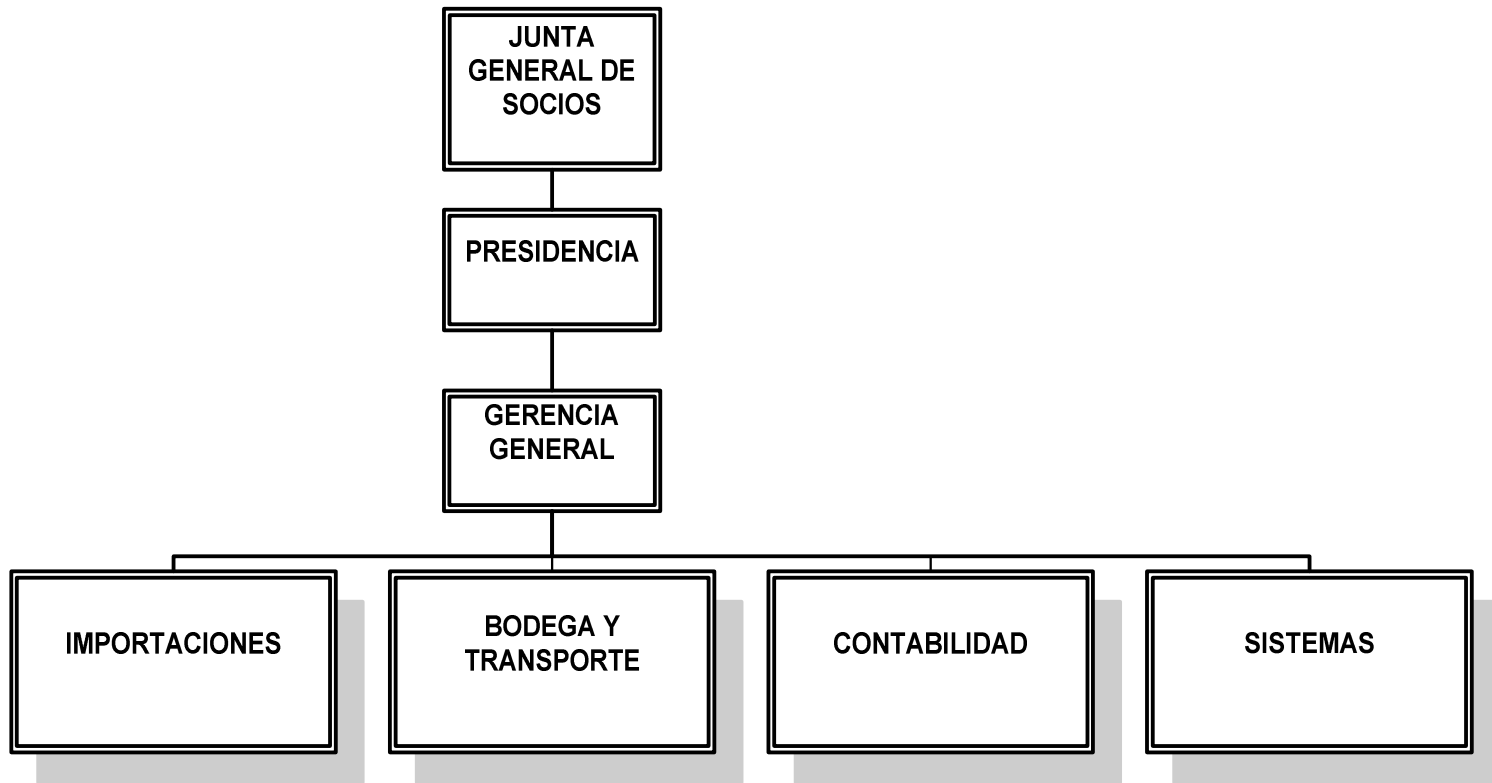 JUNTA
GENERAL DE
SOCIOS
PRESIDENCIA
GERENCIA
GENERAL
IMPORTACIONES
BODEGA Y
TRANSPORTE
CONTABILIDAD
SISTEMAS